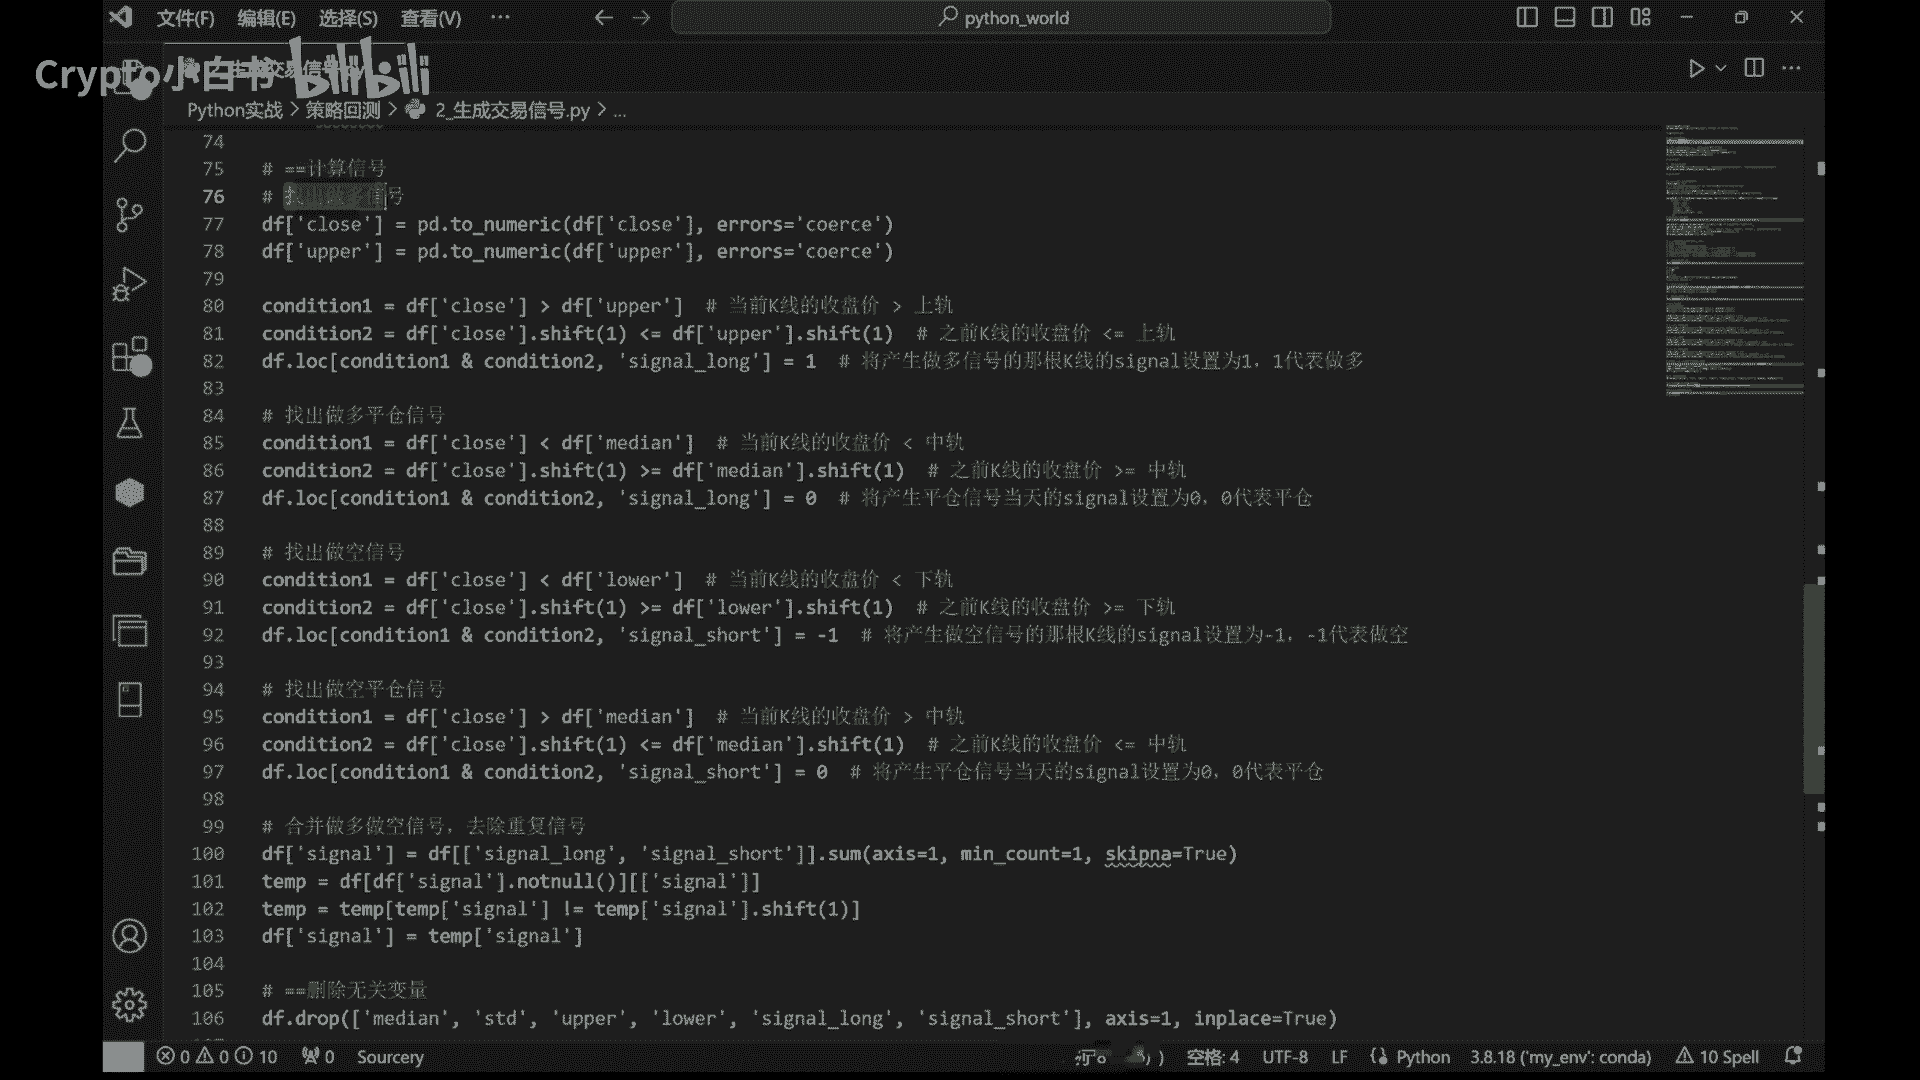 文件(F) 编辑(E) 选择(S) 查看(V) ··· python_world
Crypto小白书 bilibili
Python实战 > 策略回测 > 2_生成交易信号.py > ...
74
75 # ==计算信号
76 # 找出做多信号
77 df['close'] = pd.to_numeric(df['close'], errors='coerce')
78 df['upper'] = pd.to_numeric(df['upper'], errors='coerce')
79
80 condition1 = df['close'] > df['upper'] # 当前K线的收盘价 > 上轨
81 condition2 = df['close'].shift(1) <= df['upper'].shift(1) # 之前K线的收盘价 <= 上轨
82 df.loc[condition1 & condition2, 'signal_long'] = 1 # 将产生做多信号的那根K线的signal设置为1，1代表做多
83
84 # 找出做多平仓信号
85 condition1 = df['close'] < df['median'] # 当前K线的收盘价 < 中轨
86 condition2 = df['close'].shift(1) >= df['median'].shift(1) # 之前K线的收盘价 >= 中轨
87 df.loc[condition1 & condition2, 'signal_long'] = 0 # 将产生平仓信号当天的signal设置为0，0代表平仓
88
89 # 找出做空信号
90 condition1 = df['close'] < df['lower'] # 当前K线的收盘价 < 下轨
91 condition2 = df['close'].shift(1) >= df['lower'].shift(1) # 之前K线的收盘价 >= 下轨
92 df.loc[condition1 & condition2, 'signal_short'] = -1 # 将产生做空信号的那根K线的signal设置为-1，-1代表做空
93
94 # 找出做空平仓信号
95 condition1 = df['close'] > df['median'] # 当前K线的收盘价 > 中轨
96 condition2 = df['close'].shift(1) <= df['median'].shift(1) # 之前K线的收盘价 <= 中轨
97 df.loc[condition1 & condition2, 'signal_short'] = 0 # 将产生平仓信号当天的signal设置为0，0代表平仓
98
99 # 合并做多做空信号，去除重复信号
100 df['signal'] = df[['signal_long', 'signal_short']].sum(axis=1, min_count=1, skipna=True)
101 temp = df[df['signal'].notnull()][['signal']]
102 temp = temp[temp['signal'] != temp['signal'].shift(1)]
103 df['signal'] = temp['signal']
104
105 # ==删除无关变量
106 df.drop(['median', 'std', 'upper', 'lower', 'signal_long', 'signal_short'], axis=1, inplace=True)
0 0 10 0 Sourcery 空格: 4 UTF-8 LF Python 3.8.18 ('my_env': conda) 10 Spell